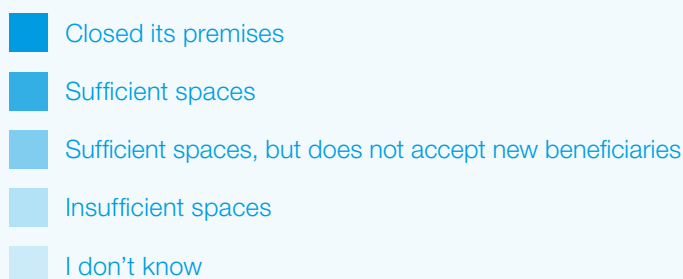 Closed its premises
Sufficient spaces
Sufficient spaces, but does not accept new beneficiaries
Insufficient spaces
I don’t know